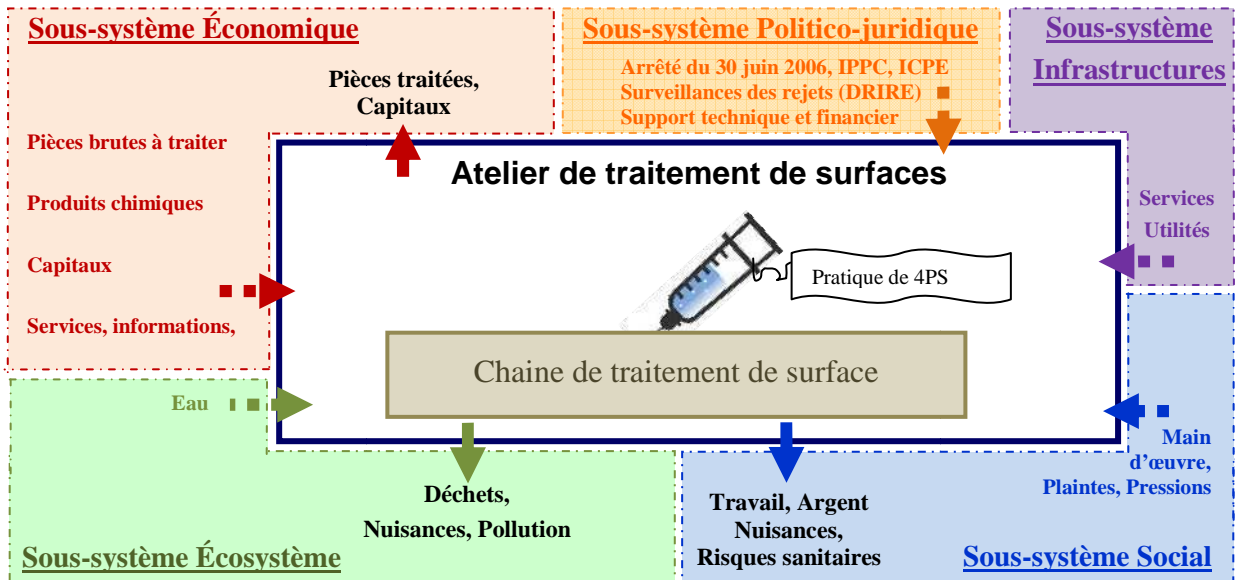 Sous-système Économique
Pièces traitées,
Capitaux
Pièces brutes à traiter
Produits chimiques
Capitaux
Services, informations,
Sous-système Politico-juridique
Arrêté du 30 juin 2006, IPPC, ICPE
Surveillances des rejets (DRIRE)
Support technique et financier
Sous-système
Infrastructures
Services
Utilités
Atelier de traitement de surfaces
Pratique de 4PS
Chaine de traitement de surface
Eau
Déchets,
Nuisances, Pollution
Sous-système Écosystème
Travail, Argent
Nuisances,
Risques sanitaires
Main
d’œuvre,
Plaintes, Pressions
Sous-système Social